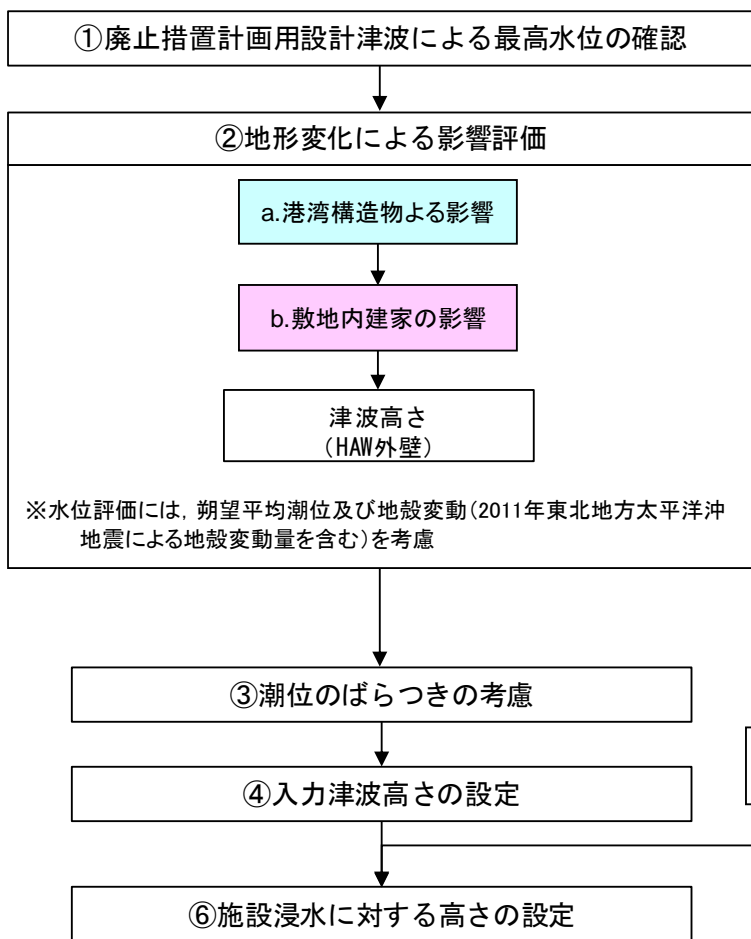 ①廃止措置計画用設計津波による最高水位の確認
②地形変化による影響評価
a.港湾構造物よる影響
b.敷地内建家の影響
津波高さ
(HAW外壁)
※水位評価には，朔望平均潮位及び地殻変動(2011年東北地方太平洋沖
地震による地殻変動量を含む)を考慮
③潮位のばらつきの考慮
④入力津波高さの設定
⑥施設浸水に対する高さの設定